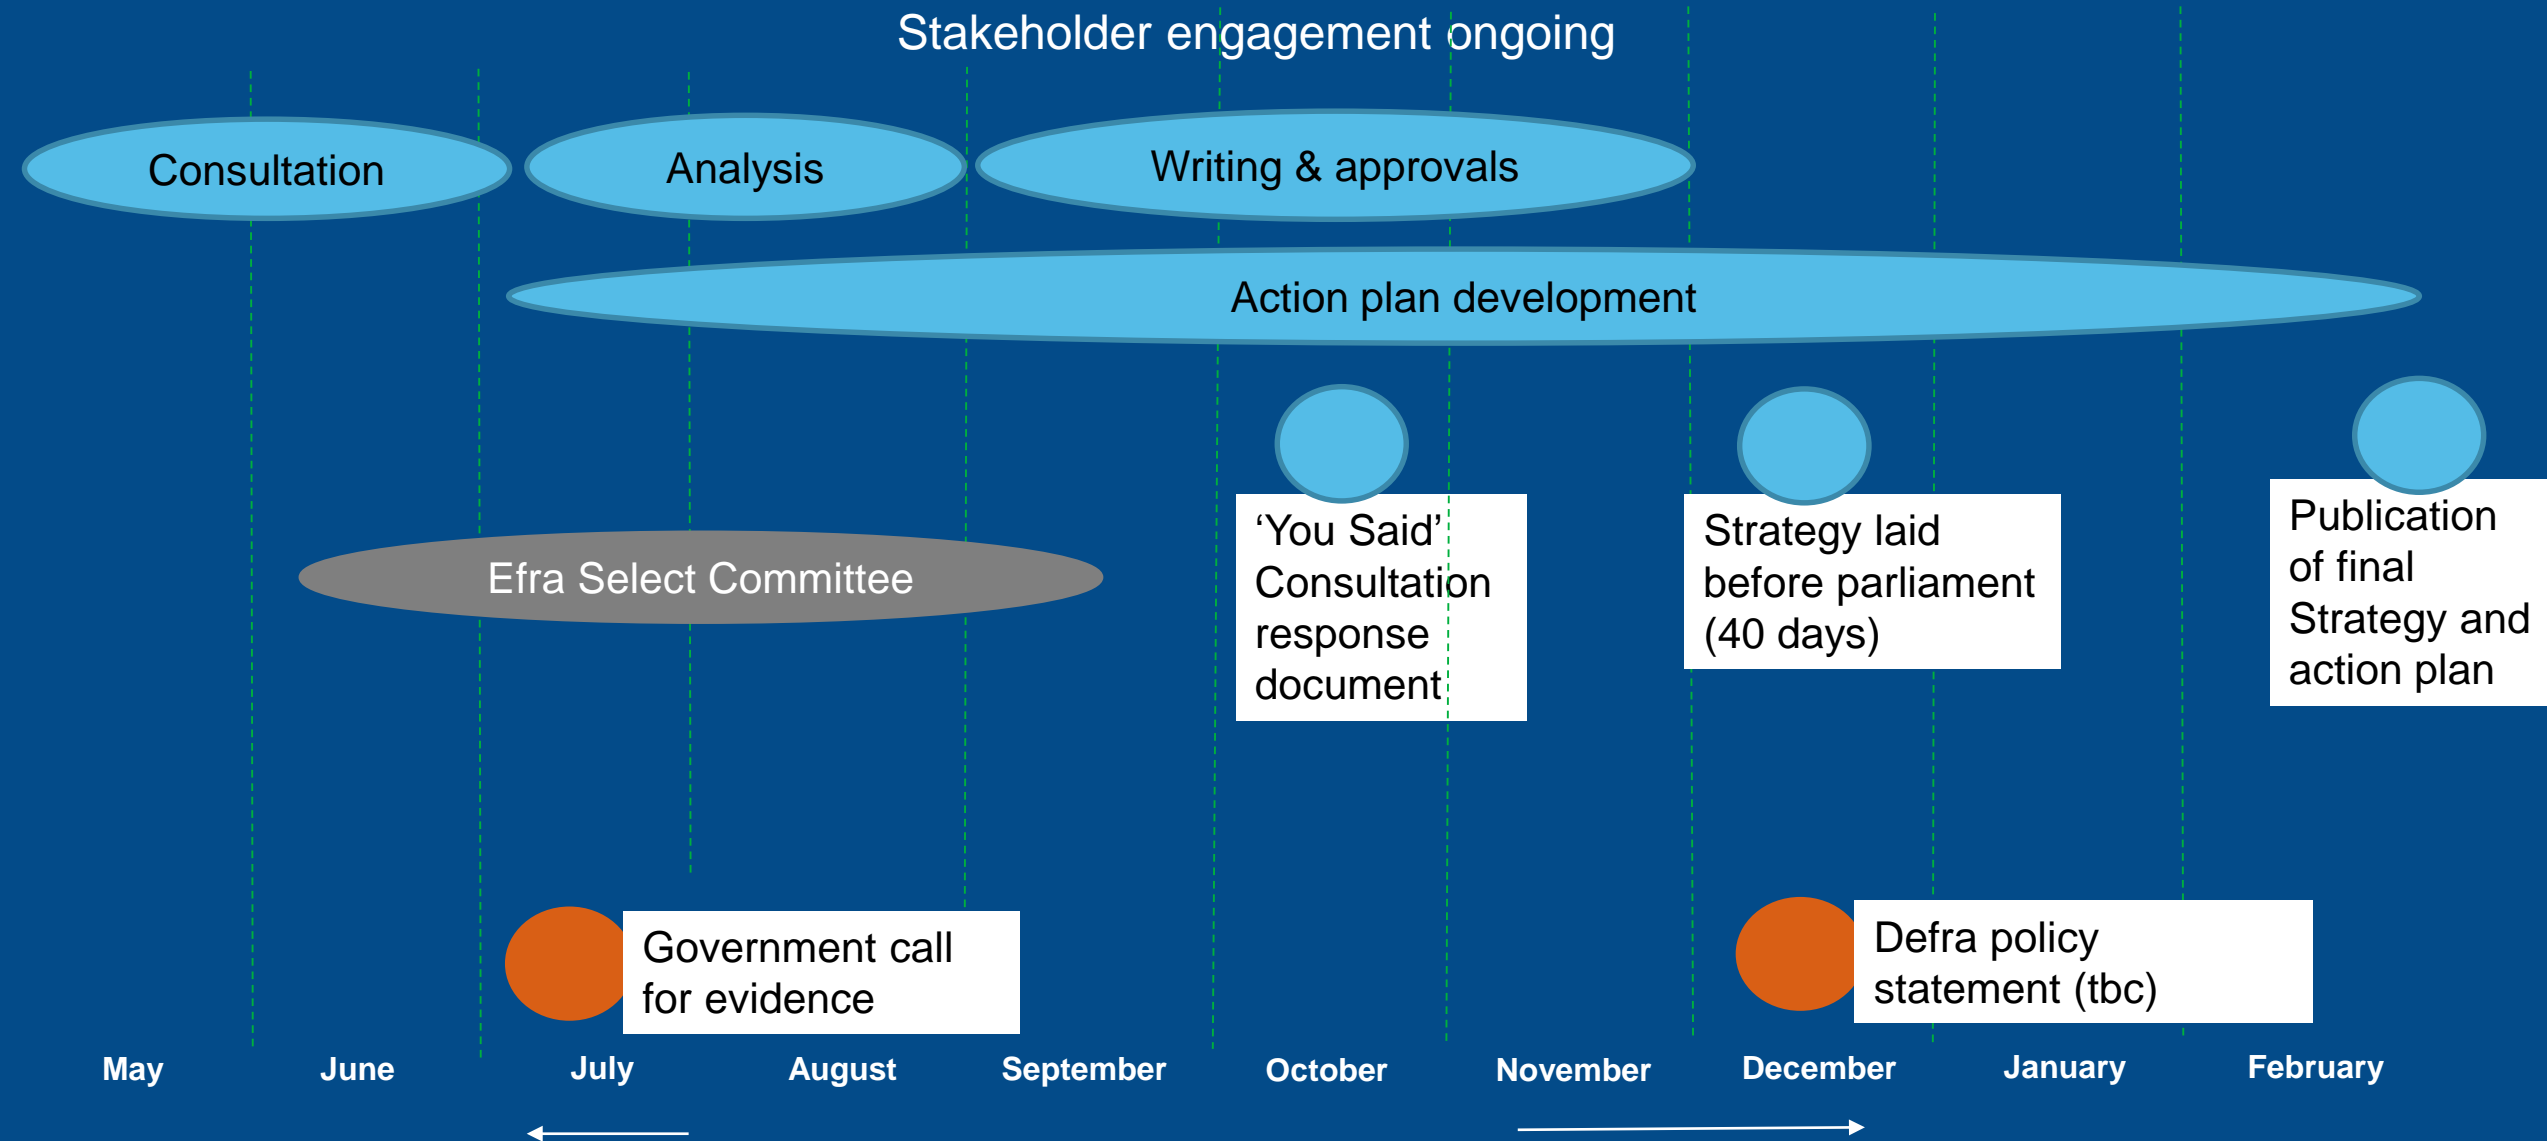 Stakeholder engagement ongoing
Consultation
Analysis
Writing & approvals
Action plan development
‘You Said’
Consultation
response
document
Strategy laid
before parliament
(40 days)
Publication
of final
Strategy and
action plan
Efra Select Committee
Government call
for evidence
Defra policy
statement (tbc)
May
June
July
August
September
October
November
December
January
February